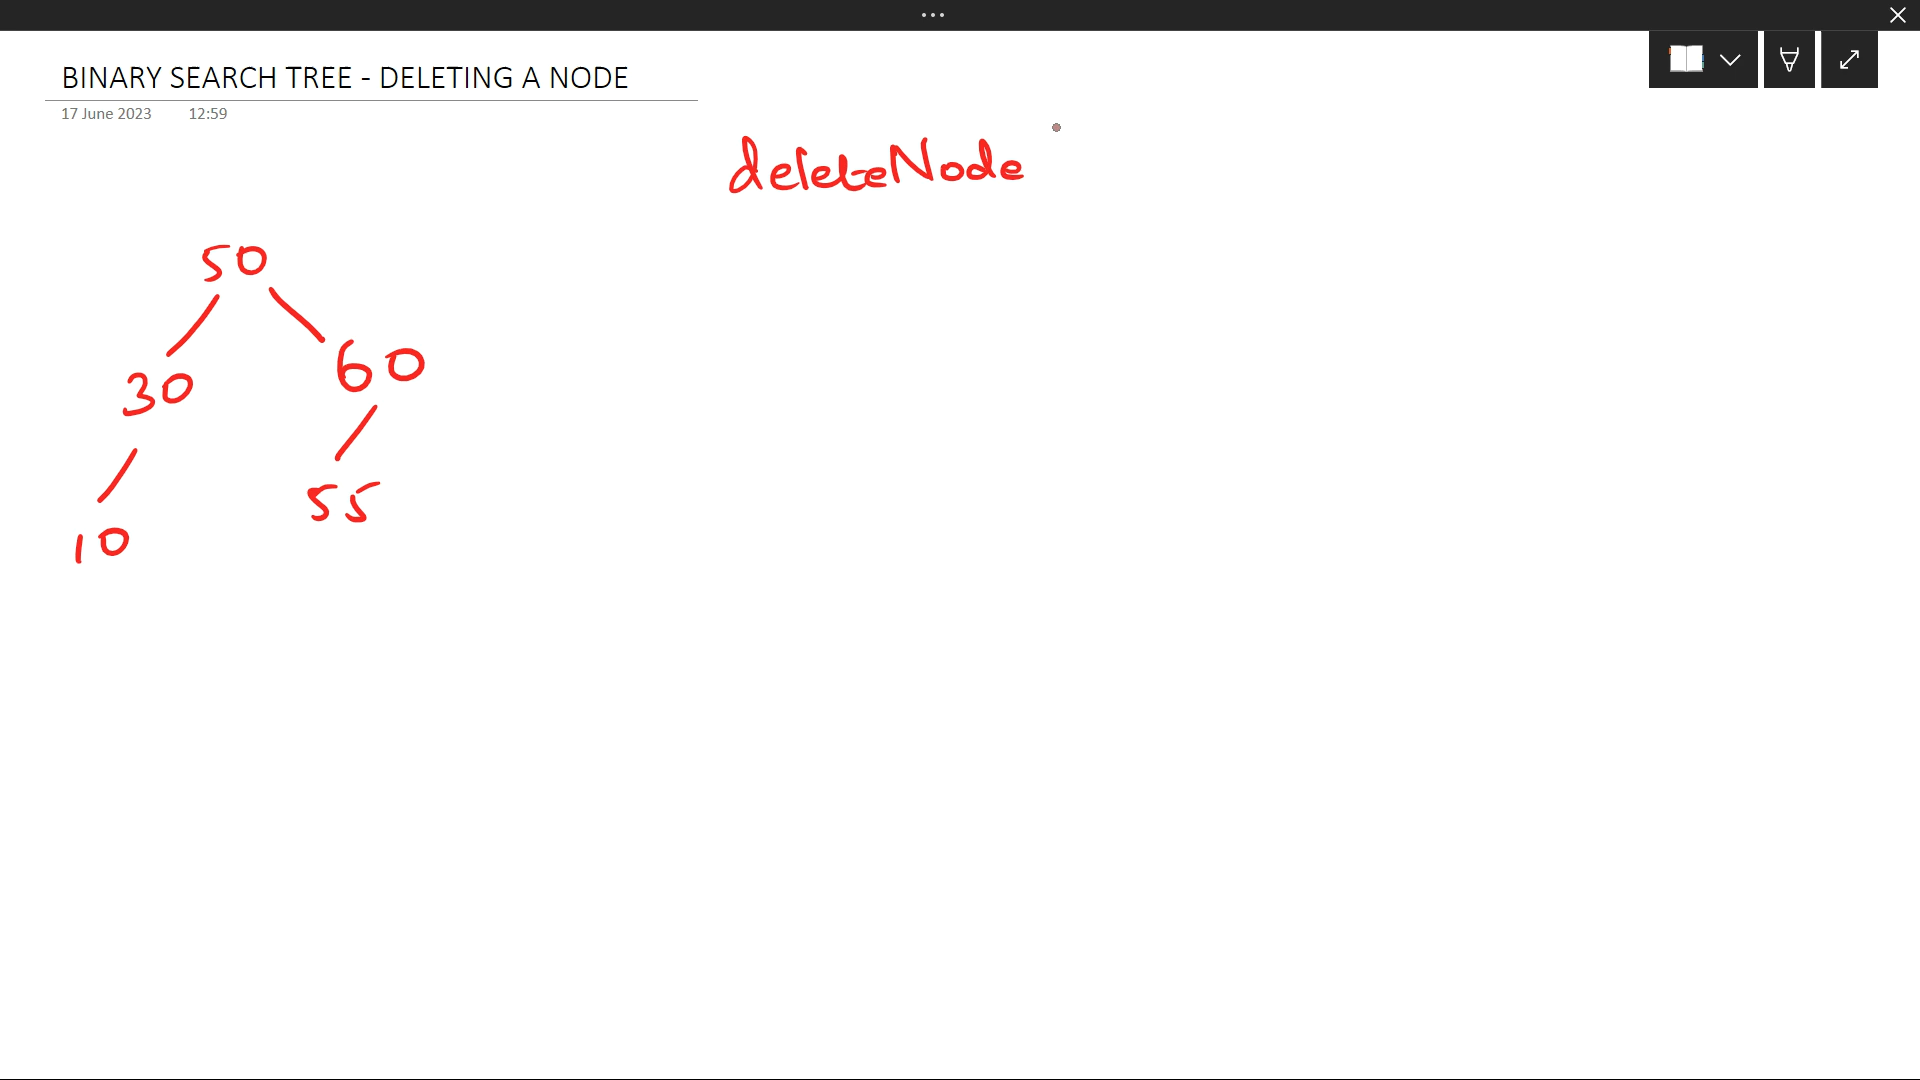 BINARY SEARCH TREE - DELETING A NODE
17 June 2023 12:59
deleteNode
50
30 60
10 55